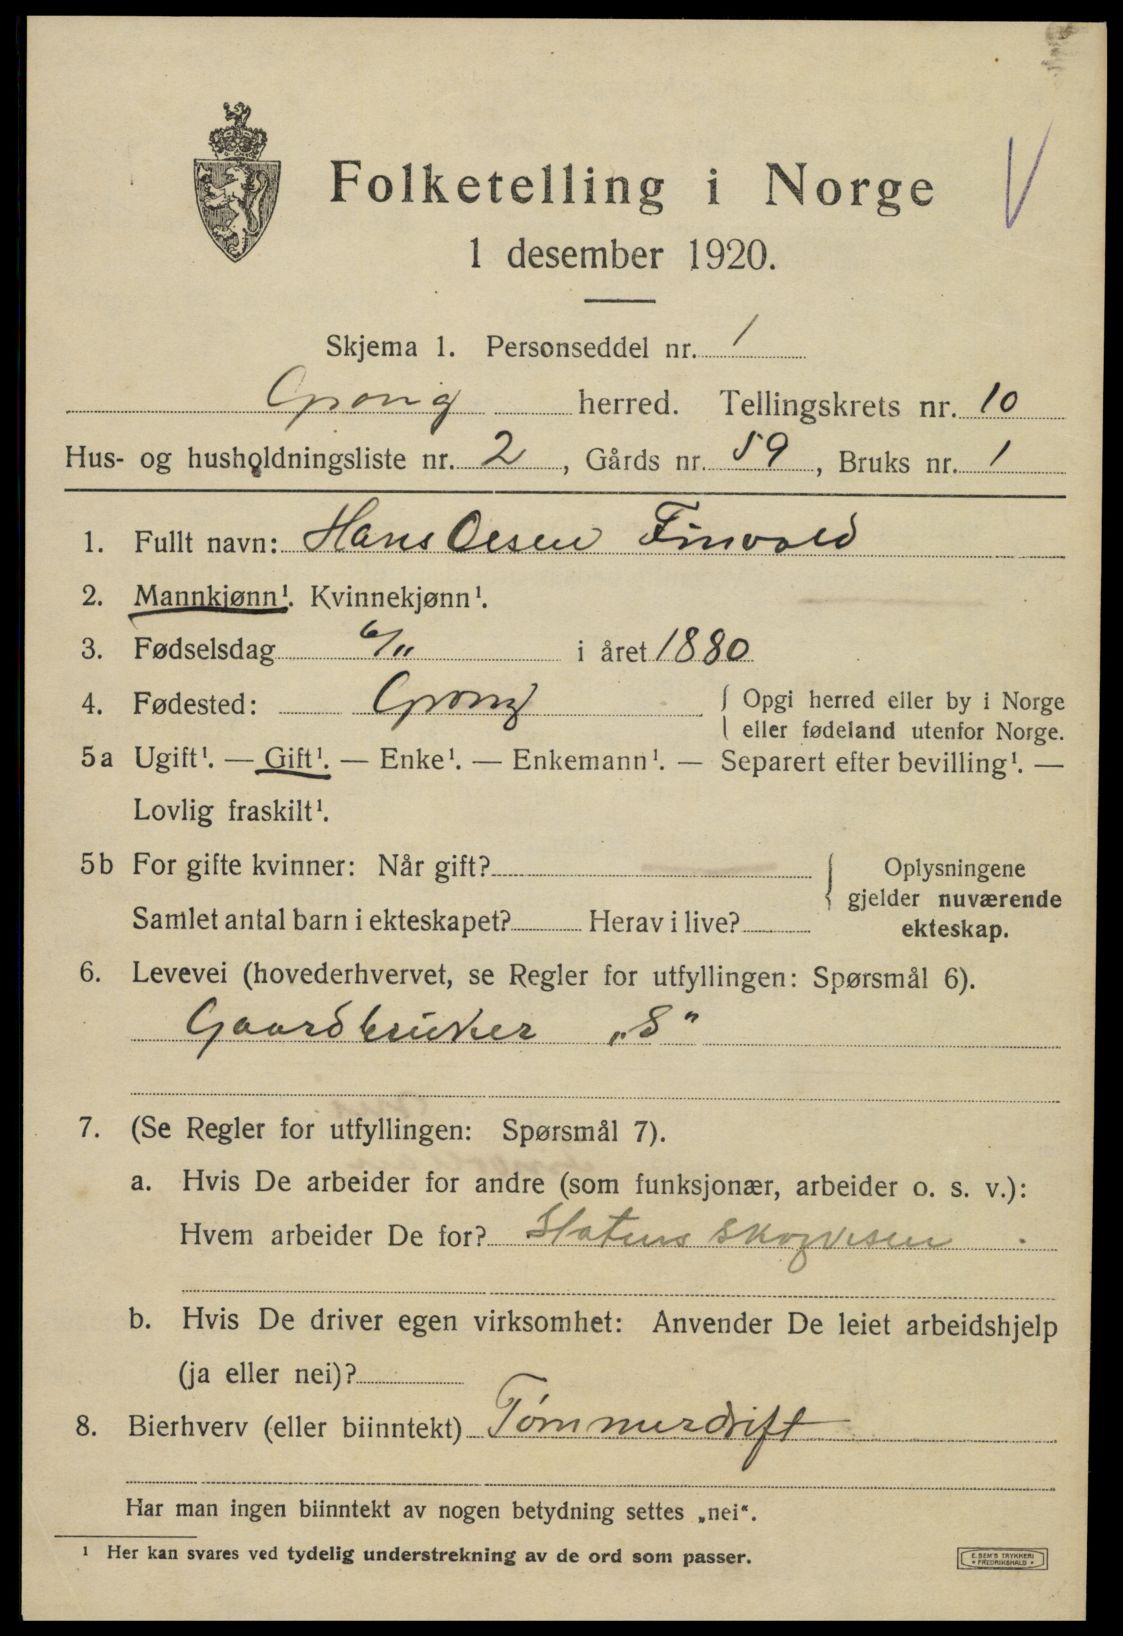 Folketelling i Norge
1 desember 1920.
Skjema 1. Personseddel nr. 1
Grong herred. Tellingskrets nr. 10
Hus- og husholdningsliste nr. 2, Gårds nr. 59, Bruks nr. 1
1. Fullt navn: Hans Olsen Finvold
2. Mannkjønn¹. Kvinnekjønn¹.
3. Fødselsdag 6/11 i året 1880
4. Fødested: Grong { Opgi herred eller by i Norge
eller fødeland utenfor Norge.
5a Ugift¹. — Gift¹. — Enke¹. — Enkemann¹. — Separert efter bevilling¹. —
Lovlig fraskilt¹.
5b For gifte kvinner: Når gift? { Oplysningene
gjelder nuværende
Samlet antal barn i ekteskapet? Herav i live? ekteskap.
6. Levevei (hovederhvervet, se Regler for utfyllingen: Spørsmål 6).
Gaardbruker „S"
7. (Se Regler for utfyllingen: Spørsmål 7).
a. Hvis De arbeider for andre (som funksjonær, arbeider o. s. v.):
Hvem arbeider De for? Statens skogvesen
b. Hvis De driver egen virksomhet: Anvender De leiet arbeidshjelp
(ja eller nei)?
8. Bierhverv (eller biinntekt) Tømmerdrift
Har man ingen biinntekt av nogen betydning settes „nei".
¹ Her kan svares ved tydelig understrekning av de ord som passer.
E. SEM'S TRYKKERI
• FREDRIKSHALD •